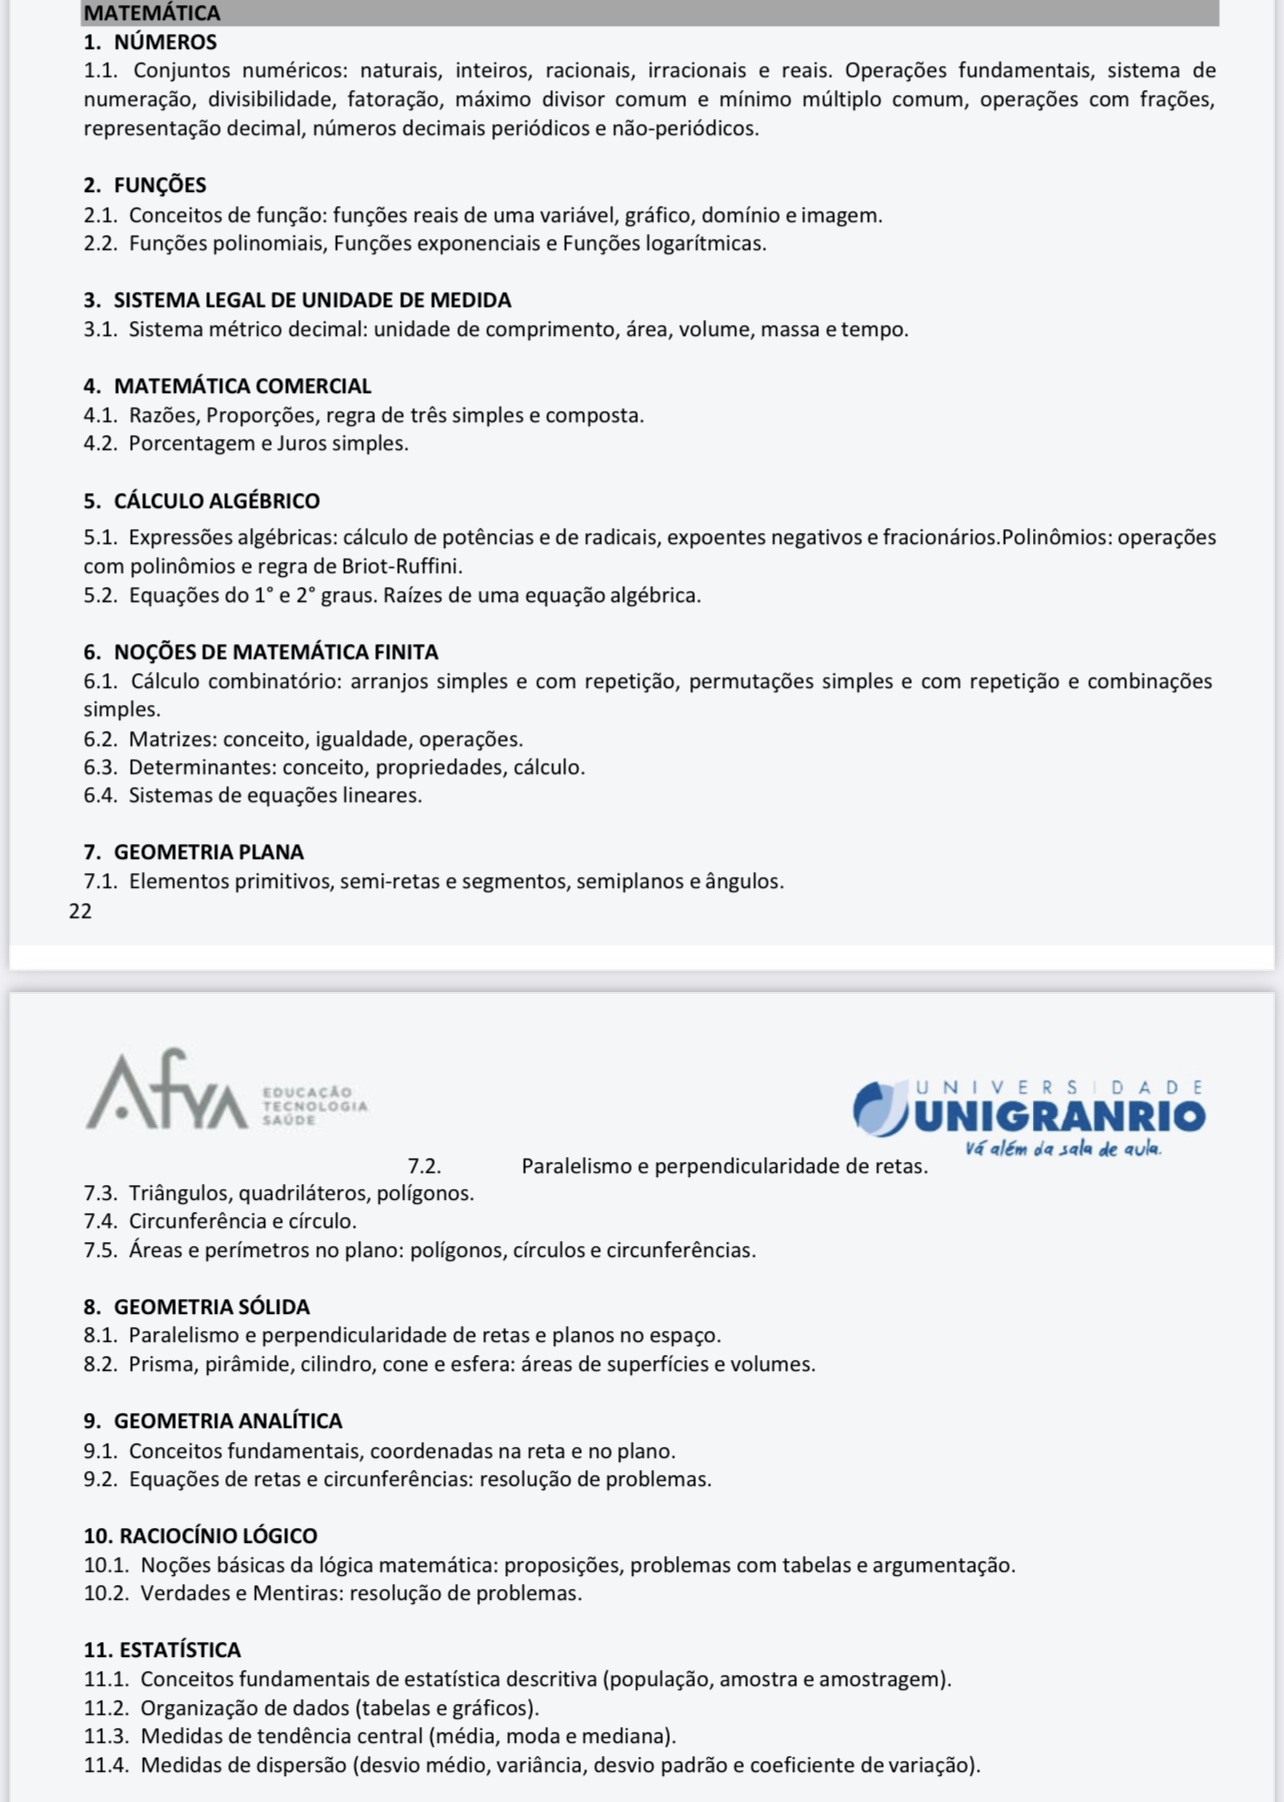 MATEMÁTICA
1. NÚMEROS
1.1. Conjuntos numéricos: naturais, inteiros, racionais, irracionais e reais. Operações fundamentais, sistema de
numeração, divisibilidade, fatoração, máximo divisor comum e mínimo múltiplo comum, operações com frações,
representação decimal, números decimais periódicos e não-periódicos.
2. FUNÇÕES
2.1. Conceitos de função: funções reais de uma variável, gráfico, domínio e imagem.
2.2. Funções polinomiais, Funções exponenciais e Funções logarítmicas.
3. SISTEMA LEGAL DE UNIDADE DE MEDIDA
3.1. Sistema métrico decimal: unidade de comprimento, área, volume, massa e tempo.
4. MATEMÁTICA COMERCIAL
4.1. Razões, Proporções, regra de três simples e composta.
4.2. Porcentagem e Juros simples.
5. CÁLCULO ALGÉBRICO
5.1. Expressões algébricas: cálculo de potências e de radicais, expoentes negativos e fracionários.Polinômios: operações
com polinômios e regra de Briot-Ruffini.
5.2. Equações do 1° e 2° graus. Raízes de uma equação algébrica.
6. NOÇÕES DE MATEMÁTICA FINITA
6.1. Cálculo combinatório: arranjos simples e com repetição, permutações simples e com repetição e combinações
simples.
6.2. Matrizes: conceito, igualdade, operações.
6.3. Determinantes: conceito, propriedades, cálculo.
6.4. Sistemas de equações lineares.
7. GEOMETRIA PLANA
7.1. Elementos primitivos, semi-retas e segmentos, semiplanos e ângulos.
22
Afya EDUCAÇÃO
TECNOLOGIA
SAÚDE
UNIVERSIDADE
UNIGRANRIO
Vá além da sala de aula.
7.2. Paralelismo e perpendicularidade de retas.
7.3. Triângulos, quadriláteros, polígonos.
7.4. Circunferência e círculo.
7.5. Áreas e perímetros no plano: polígonos, círculos e circunferências.
8. GEOMETRIA SÓLIDA
8.1. Paralelismo e perpendicularidade de retas e planos no espaço.
8.2. Prisma, pirâmide, cilindro, cone e esfera: áreas de superfícies e volumes.
9. GEOMETRIA ANALÍTICA
9.1. Conceitos fundamentais, coordenadas na reta e no plano.
9.2. Equações de retas e circunferências: resolução de problemas.
10. RACIOCÍNIO LÓGICO
10.1. Noções básicas da lógica matemática: proposições, problemas com tabelas e argumentação.
10.2. Verdades e Mentiras: resolução de problemas.
11. ESTATÍSTICA
11.1. Conceitos fundamentais de estatística descritiva (população, amostra e amostragem).
11.2. Organização de dados (tabelas e gráficos).
11.3. Medidas de tendência central (média, moda e mediana).
11.4. Medidas de dispersão (desvio médio, variância, desvio padrão e coeficiente de variação).